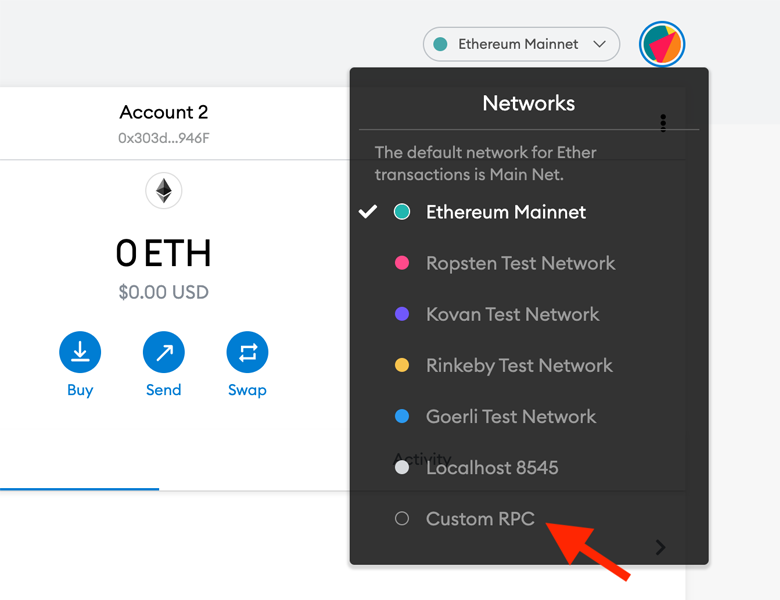 Ethereum Mainnet
Account 2
0x303d...946F
0 ETH
$0.00 USD
Buy
Send
Swap
Networks
The default network for Ether
transactions is Main Net.
Ethereum Mainnet
Ropsten Test Network
Kovan Test Network
Rinkeby Test Network
Goerli Test Network
Activity
Localhost 8545
Custom RPC